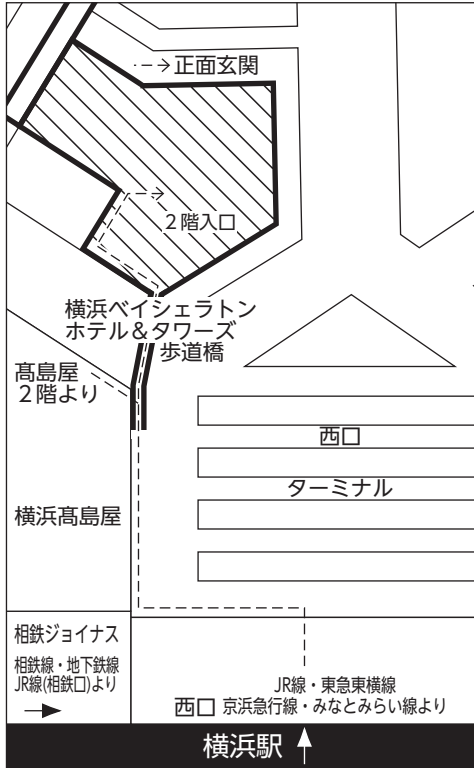 正面玄関
2階入口
横浜ベイシェラトン
ホテル＆タワーズ
歩道橋
髙島屋
2階より
西口
ターミナル
横浜髙島屋
相鉄ジョイナス
相鉄線・地下鉄線
JR線(相鉄口)より
JR線・東急東横線
西口 京浜急行線・みなとみらい線より
横浜駅